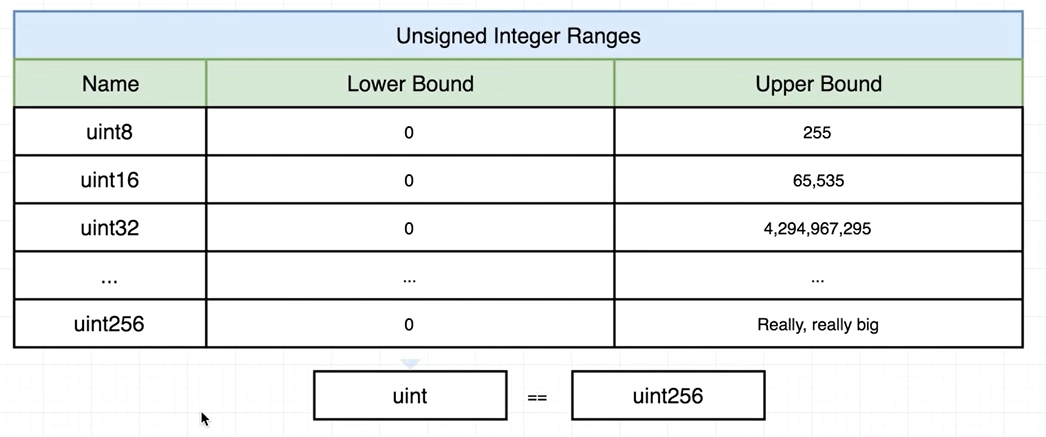 Unsigned Integer Ranges
Name Lower Bound Upper Bound
uint8 0 255
uint16 0 65,535
uint32 0 4,294,967,295
... ... ...
uint256 0 Really, really big
uint == uint256